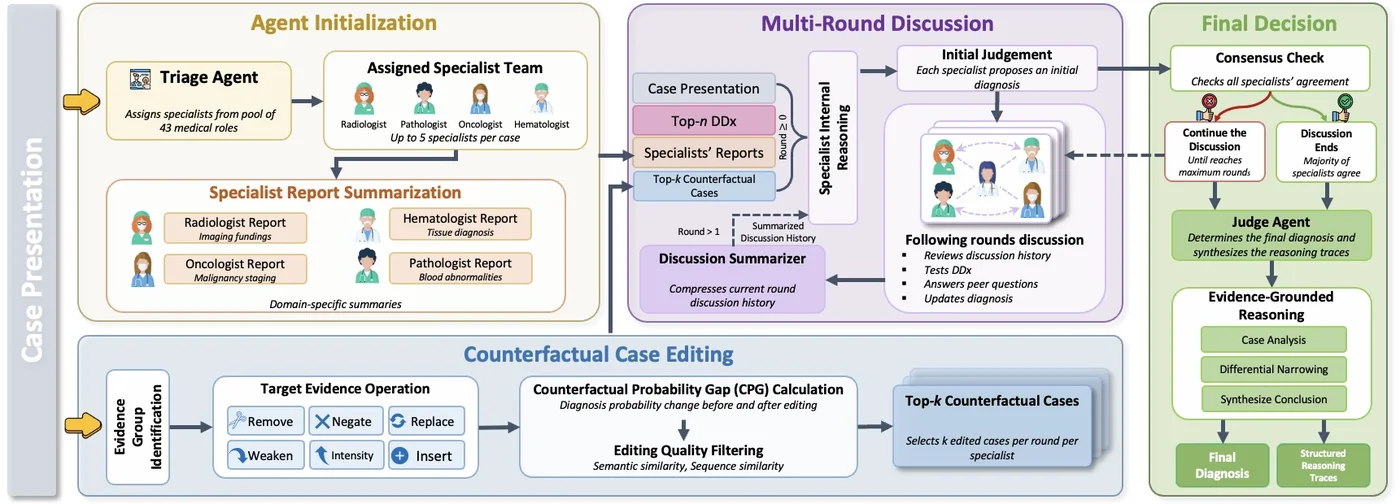 Case Presentation
Agent Initialization
Triage Agent
Assigns specialists from pool of
43 medical roles
Assigned Specialist Team
Radiologist
Pathologist
Oncologist
Hematologist
Up to 5 specialists per case
Specialist Report Summarization
Radiologist Report
Imaging fundings
Hematologist Report
Tissue diagnosis
Oncologist Report
Malignancy staging
Pathologist Report
Blood abnormalities
Domain-specific summaries
Multi-Round Discussion
Case Presentation
Top-n DDx
Specialists' Reports
Top-k Counterfactual
Cases
Round ≥ 0
Specialist Internal
Reasoning
Initial Judgement
Each specialist proposes an initial
diagnosis
Following rounds discussion
▪ Reviews discussion history
▪ Tests DDx
▪ Answers peer questions
▪ Updates diagnosis
Round > 1
Summarized
Discussion History
Discussion Summarizer
Compresses current round
discussion history
Final Decision
Consensus Check
Checks all specialists' agreement
Continue the
Discussion
Until reaches
maximum rounds
Discussion
Ends
Majority of
specialists agree
Judge Agent
Determines the final diagnosis and
synthesizes the reasoning traces
Evidence-Grounded
Reasoning
Case Analysis
Differential Narrowing
Synthesize Conclusion
Final
Diagnosis
Structured
Reasoning
Traces
Counterfactual Case Editing
Evidence
Group
Identification
Target Evidence Operation
Remove
Negate
Replace
Weaken
Intensity
Insert
Counterfactual Probability Gap (CPG) Calculation
Diagnosis probability change before and after editing
Editing Quality Filtering
Semantic similarity, Sequence similarity
Top-k Counterfactual Cases
Selects k edited cases per round per
specialist